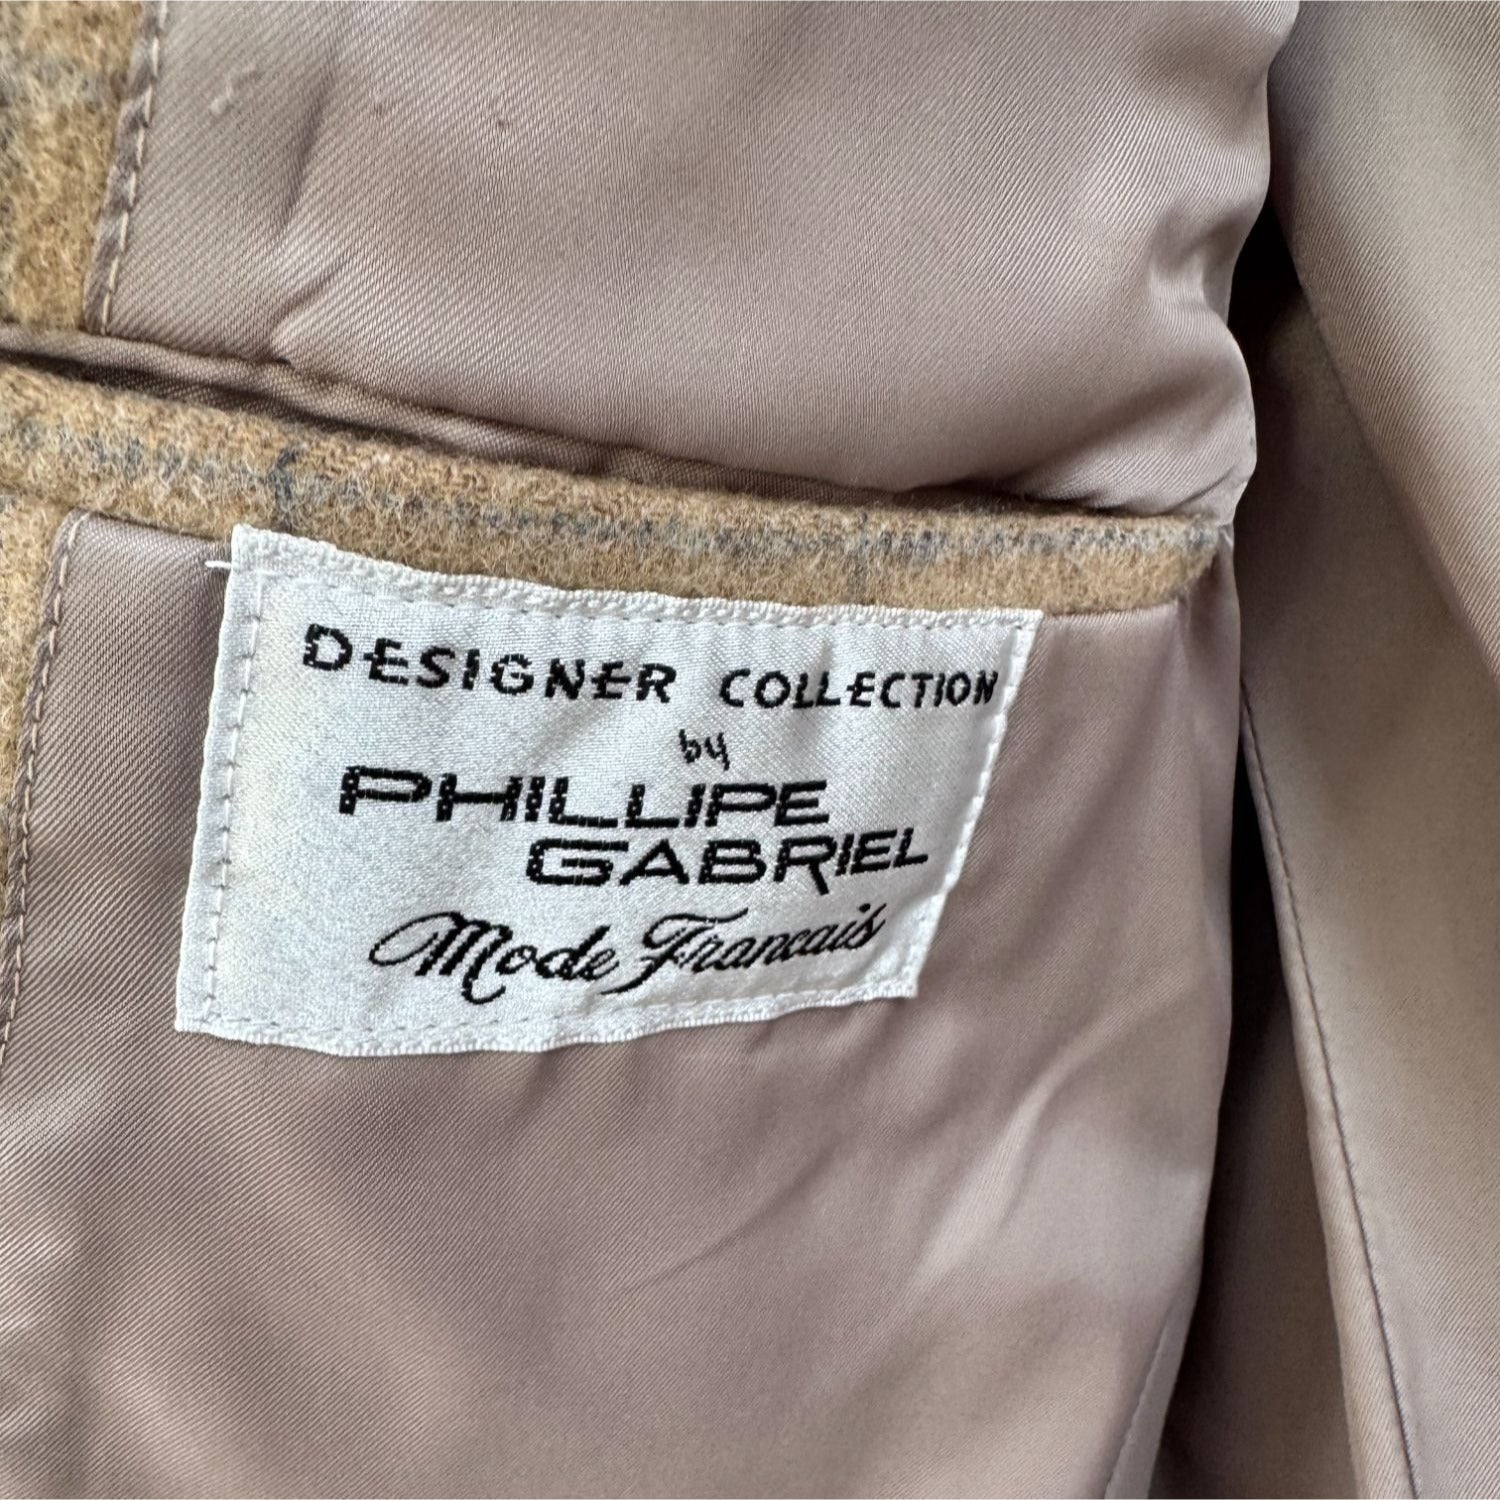 DESIGNER COLLECTION
by
PHILLIPE
GABRIEL
Mode Francais